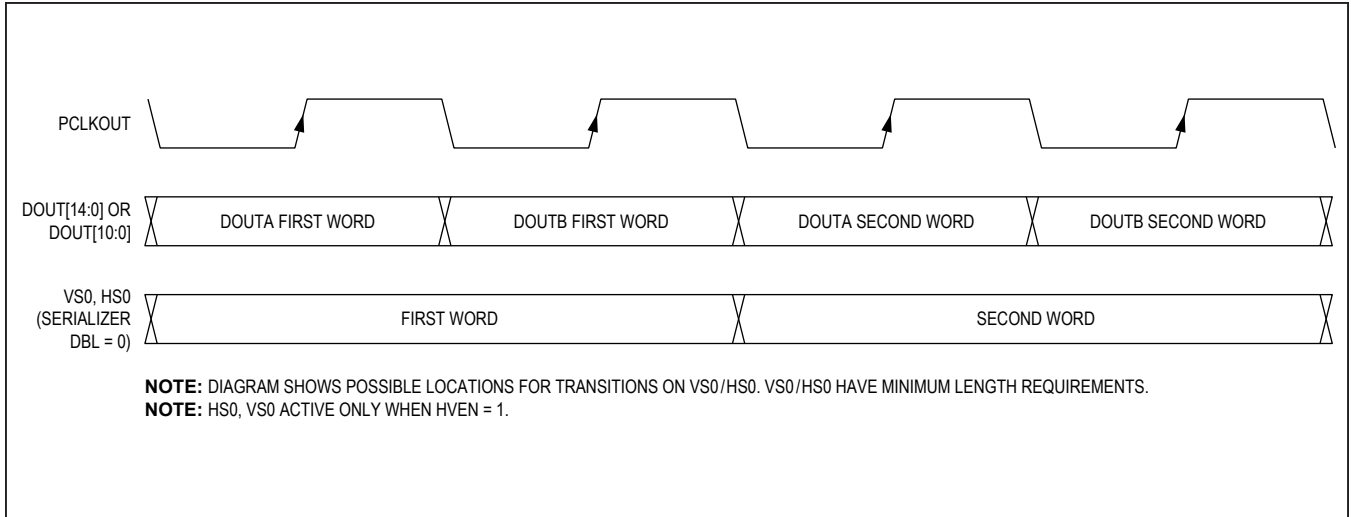 PCLKOUT
DOUT[14:0] OR
DOUT[10:0]
DOUTA FIRST WORD
DOUTB FIRST WORD
DOUTA SECOND WORD
DOUTB SECOND WORD
VS0, HS0
(SERIALIZER
DBL = 0)
FIRST WORD
SECOND WORD
NOTE: DIAGRAM SHOWS POSSIBLE LOCATIONS FOR TRANSITIONS ON VS0/HS0. VS0/HS0 HAVE MINIMUM LENGTH REQUIREMENTS.
NOTE: HS0, VS0 ACTIVE ONLY WHEN HVEN = 1.